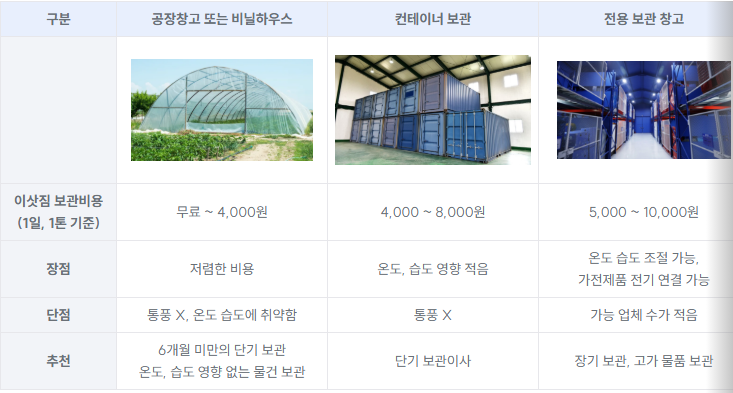 구분 공장창고 또는 비닐하우스 컨테이너 보관 전용 보관 창고
이삿짐 보관비용
(1일, 1톤 기준)
무료 ~ 4,000원 4,000 ~ 8,000원 5,000 ~ 10,000원
장점 저렴한 비용 온도, 습도 영향 적음
온도 습도 조절 가능,
가전제품 전기 연결 가능
단점 통풍 X, 온도 습도에 취약함 통풍 X 가능 업체 수가 적음
추천
6개월 미만의 단기 보관
온도, 습도 영향 없는 물건 보관
단기 보관이사 장기 보관, 고가 물품 보관